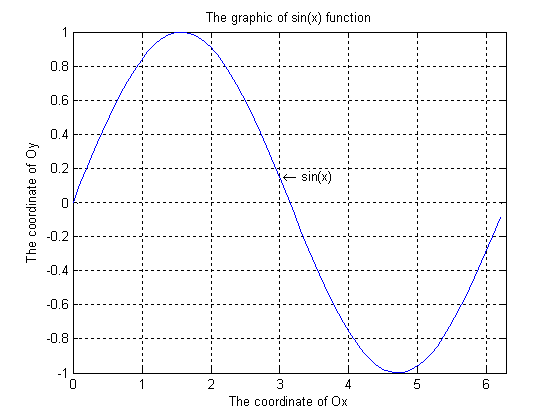 The graphic of sin(x) function
The coordinate of Oy
1
0.8
0.6
0.4
0.2
0
-0.2
-0.4
-0.6
-0.8
-1
← sin(x)
0 1 2 3 4 5 6
The coordinate of Ox